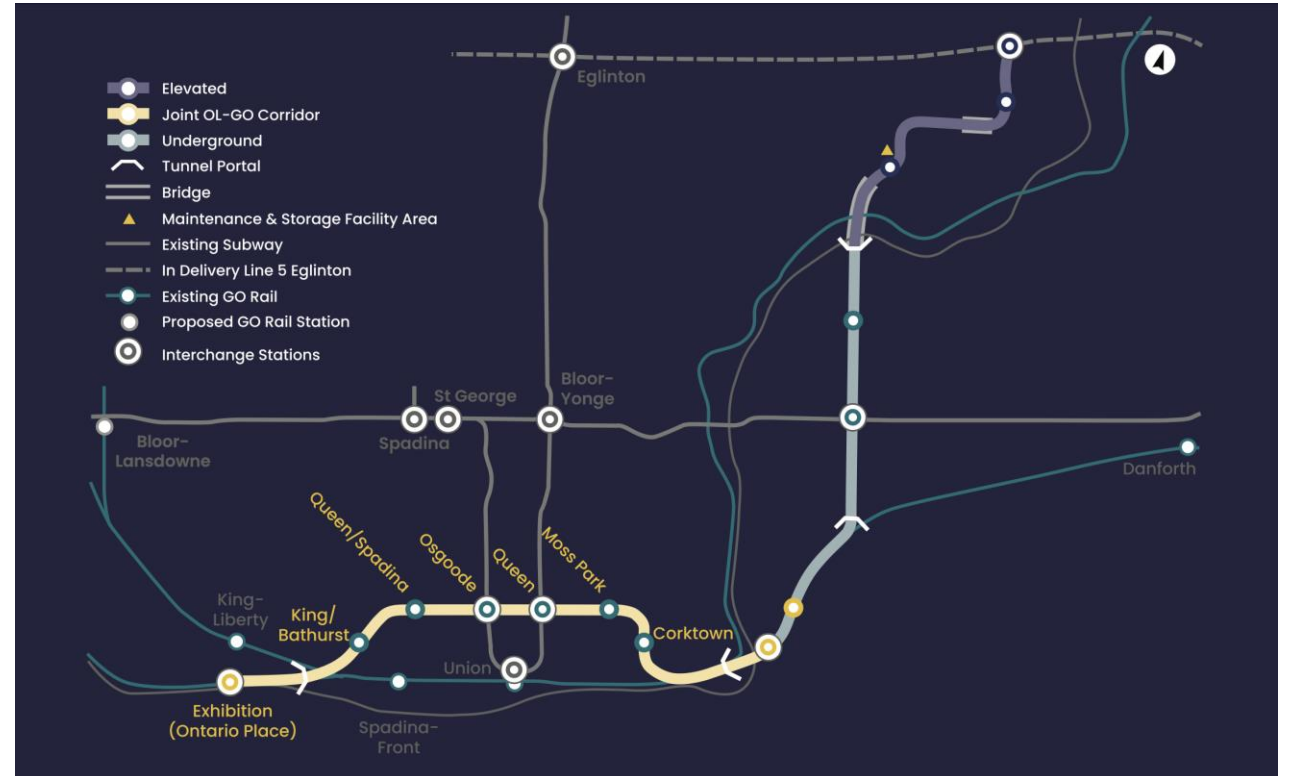 Elevated
Joint OL-GO Corridor
Underground
Tunnel Portal
Bridge
Maintenance & Storage Facility Area
Existing Subway
In Delivery Line 5 Eglinton
Existing GO Rail
Proposed GO Rail Station
Interchange Stations
Eglinton
Bloor-
Lansdowne
Spadina
St George
Bloor-
Yonge
Danforth
Queen/Spadina
Osgoode
Queen
Moss Park
King-
Liberty
King/
Bathurst
Corktown
Union
Exhibition
(Ontario Place)
Spadina-
Front